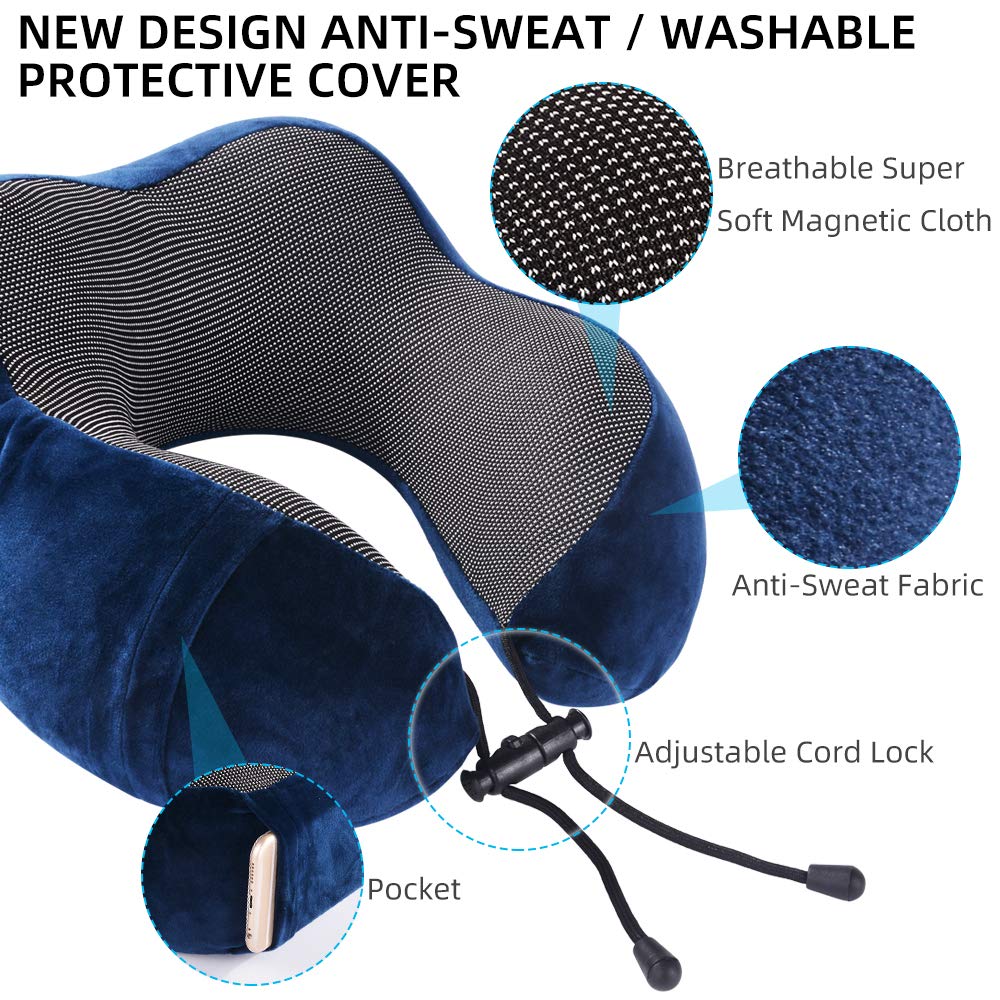 NEW DESIGN ANTI-SWEAT / WASHABLE
PROTECTIVE COVER
Breathable Super
Soft Magnetic Cloth
Anti-Sweat Fabric
Adjustable Cord Lock
Pocket